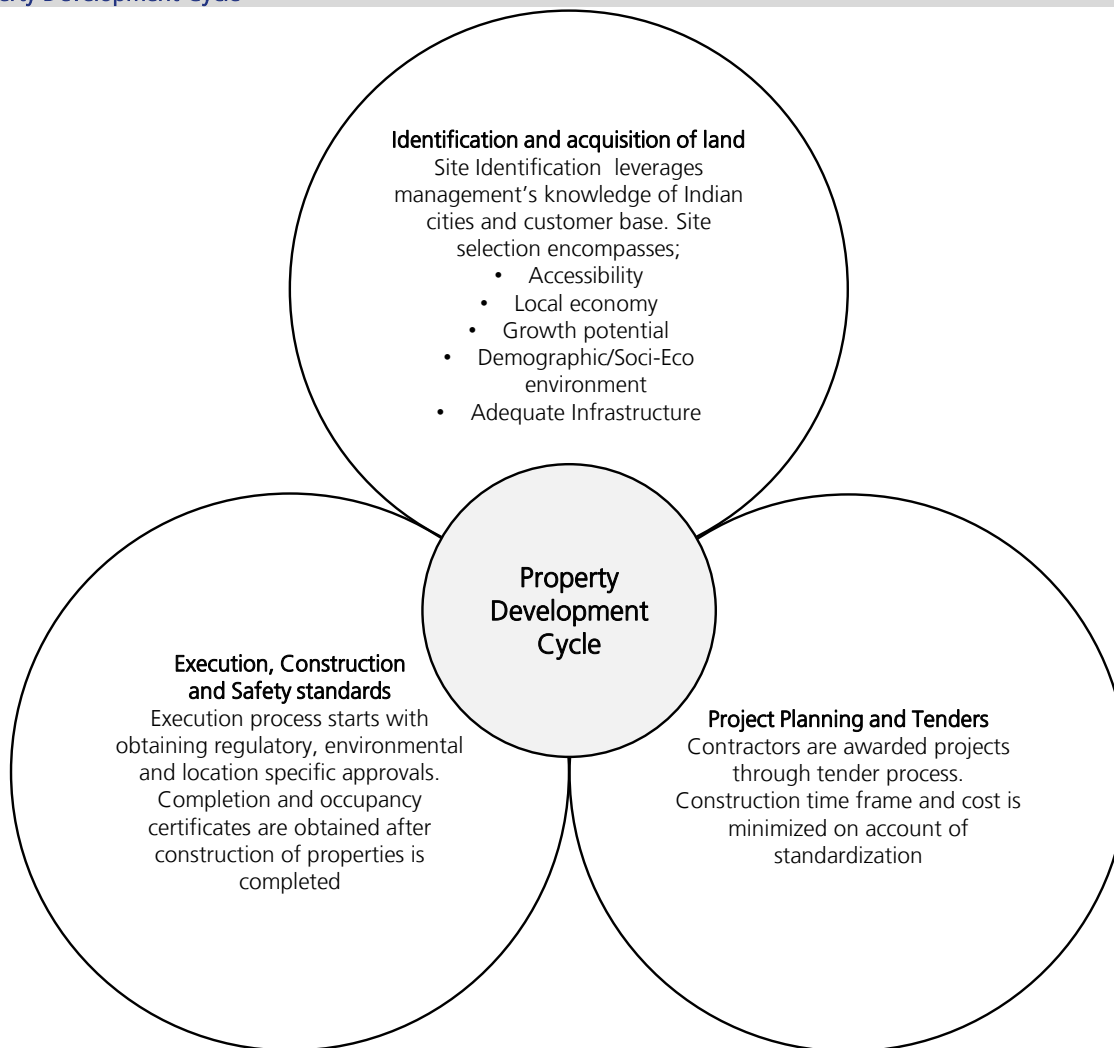 Identification and acquisition of land
Site Identification leverages
management's knowledge of Indian
cities and customer base. Site
selection encompasses;
• Accessibility
• Local economy
• Growth potential
• Demographic/Soci-Eco
environment
• Adequate Infrastructure
Property
Development
Cycle
Execution, Construction
and Safety standards
Execution process starts with
obtaining regulatory, environmental
and location specific approvals.
Completion and occupancy
certificates are obtained after
construction of properties is
completed
Project Planning and Tenders
Contractors are awarded projects
through tender process.
Construction time frame and cost is
minimized on account of
standardization